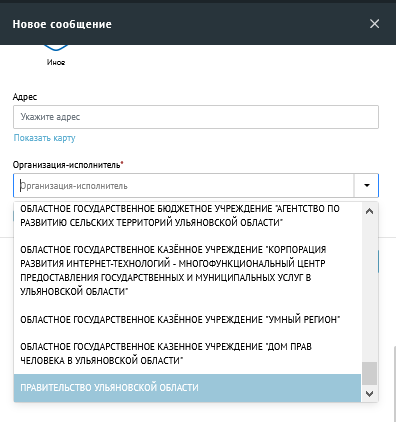 Новое сообщение
Иное
Адрес
Укажите адрес
Показать карту
Организация-исполнитель*
Организация-исполнитель
ОБЛАСТНОЕ ГОСУДАРСТВЕННОЕ БЮДЖЕТНОЕ УЧРЕЖДЕНИЕ "АГЕНТСТВО ПО
РАЗВИТИЮ СЕЛЬСКИХ ТЕРРИТОРИЙ УЛЬЯНОВСКОЙ ОБЛАСТИ"
ОБЛАСТНОЕ ГОСУДАРСТВЕННОЕ КАЗЁННОЕ УЧРЕЖДЕНИЕ "КОРПОРАЦИЯ
РАЗВИТИЯ ИНТЕРНЕТ-ТЕХНОЛОГИЙ - МНОГОФУНКЦИОНАЛЬНЫЙ ЦЕНТР
ПРЕДОСТАВЛЕНИЯ ГОСУДАРСТВЕННЫХ И МУНИЦИПАЛЬНЫХ УСЛУГ В
УЛЬЯНОВСКОЙ ОБЛАСТИ"
ОБЛАСТНОЕ ГОСУДАРСТВЕННОЕ КАЗЁННОЕ УЧРЕЖДЕНИЕ "УМНЫЙ РЕГИОН"
ОБЛАСТНОЕ ГОСУДАРСТВЕННОЕ КАЗЕННОЕ УЧРЕЖДЕНИЕ "ДОМ ПРАВ
ЧЕЛОВЕКА В УЛЬЯНОВСКОЙ ОБЛАСТИ"
ПРАВИТЕЛЬСТВО УЛЬЯНОВСКОЙ ОБЛАСТИ